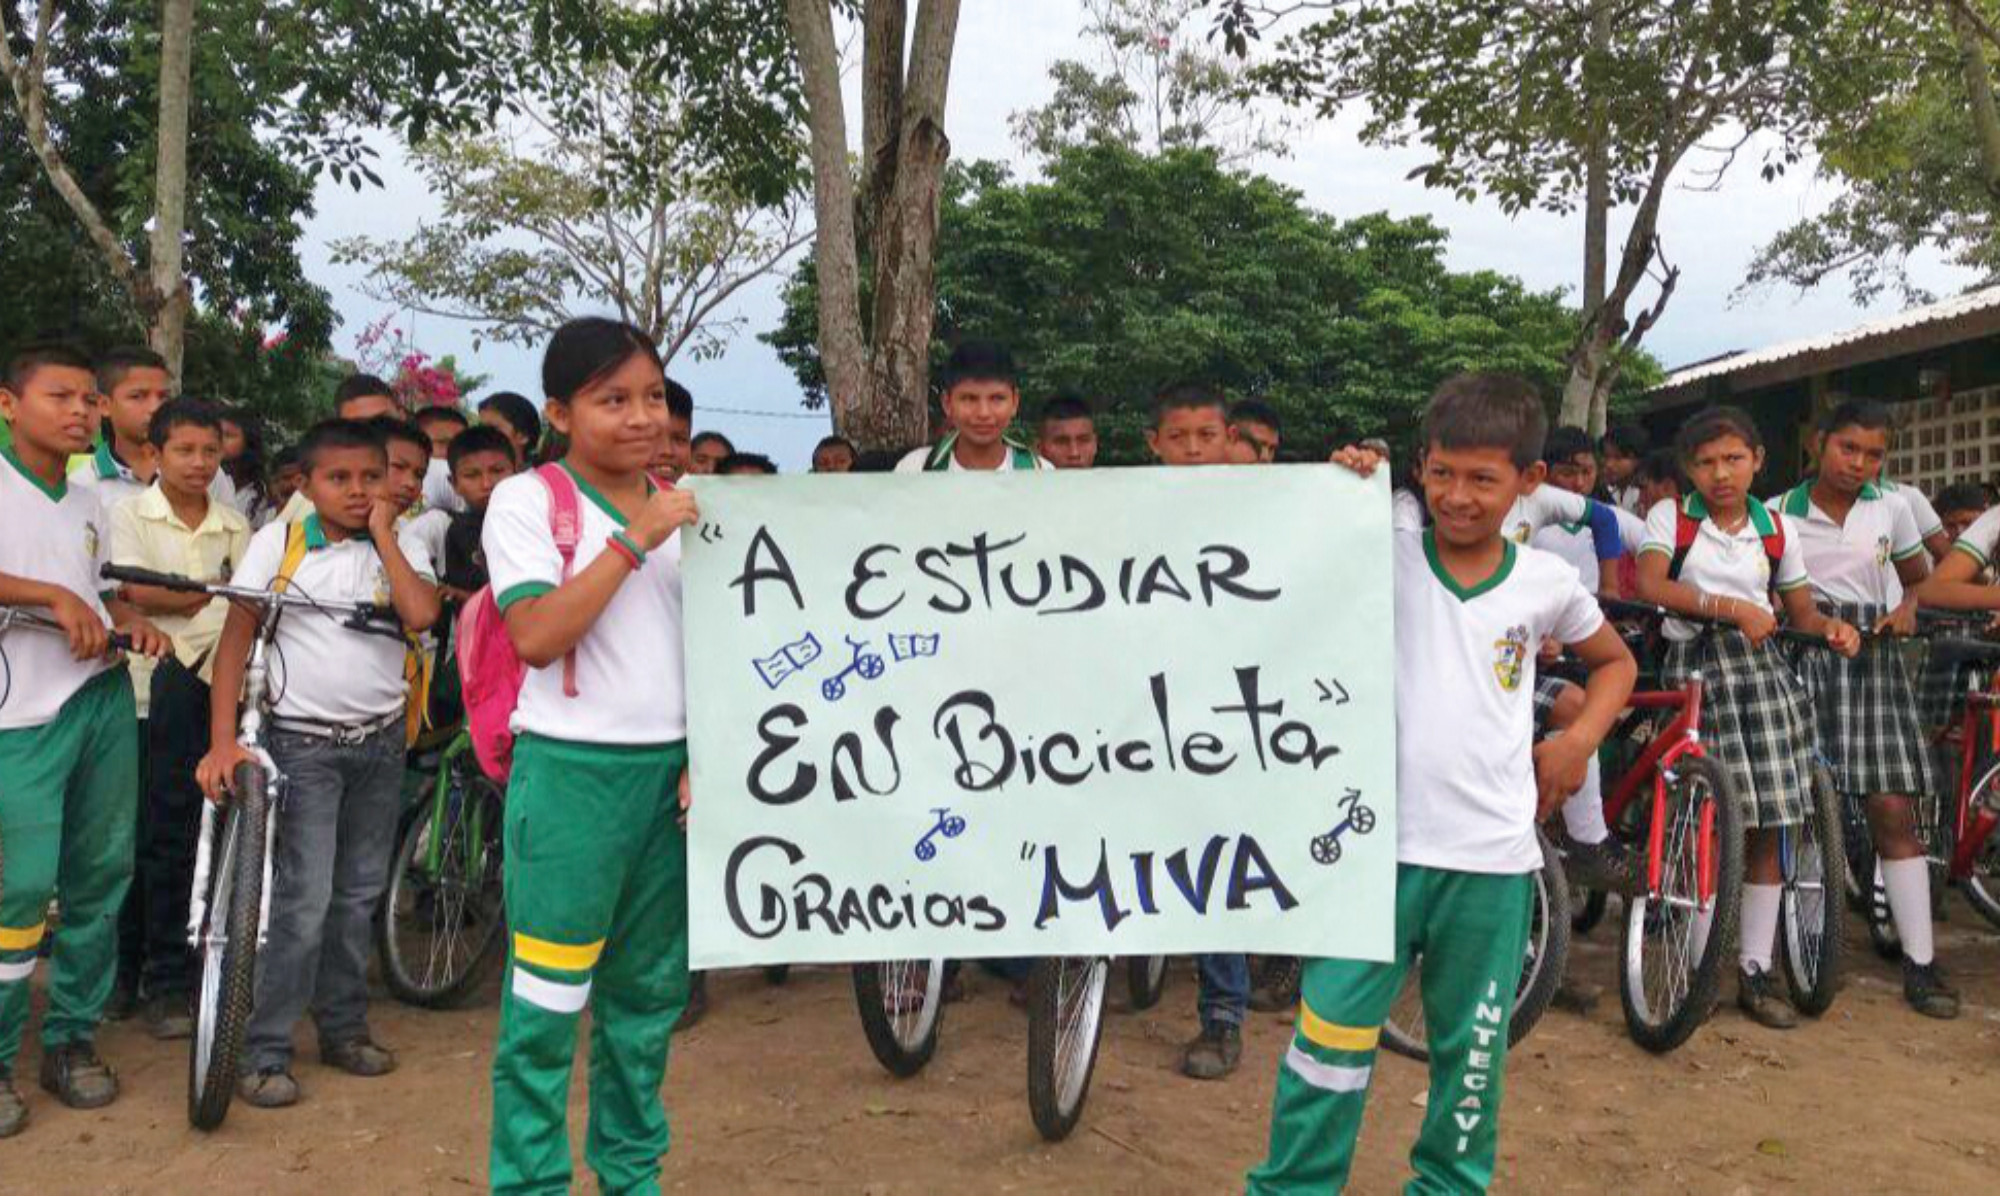 "A ESTUDIAR
EN Bicicleta"
GRACias "MIVA
INTECAVI